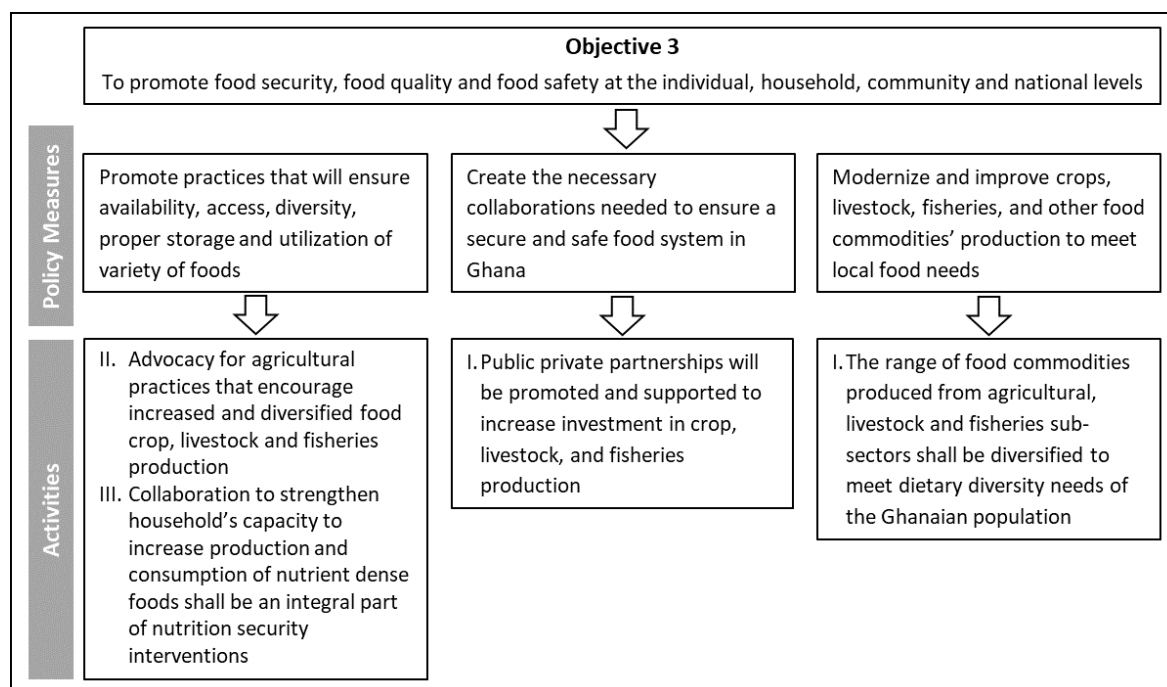 Objective 3
To promote food security, food quality and food safety at the individual, household, community and national levels
Policy Measures
Promote practices that will ensure
availability, access, diversity,
proper storage and utilization of
variety of foods
Create the necessary
collaborations needed to ensure a
secure and safe food system in
Ghana
Modernize and improve crops,
livestock, fisheries, and other food
commodities’ production to meet
local food needs
Activities
II. Advocacy for agricultural
practices that encourage
increased and diversified food
crop, livestock and fisheries
production
III. Collaboration to strengthen
household’s capacity to
increase production and
consumption of nutrient dense
foods shall be an integral part
of nutrition security
interventions
I. Public private partnerships will
be promoted and supported to
increase investment in crop,
livestock, and fisheries
production
I. The range of food commodities
produced from agricultural,
livestock and fisheries sub-
sectors shall be diversified to
meet dietary diversity needs of
the Ghanaian population